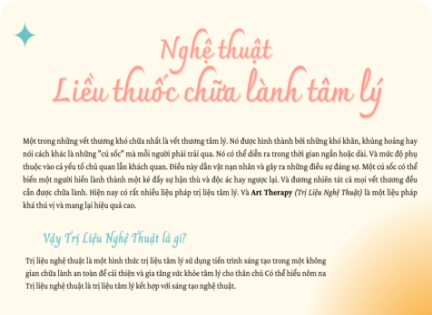 Nghệ thuật
Liều thuốc chữa lành tâm lý
Một trong những vết thương khó chữa nhất là vết thương tâm lý. Nó được hình thành bởi những khó khăn, khủng hoảng hay
nói cách khác là những "cú sốc" mà mỗi người phải trải qua. Nó có thể diễn ra trong thời gian ngắn hoặc dài. Và mức độ phụ
thuộc vào cả yếu tố chủ quan lẫn khách quan. Điều này dẫn vật nạn nhân và gây ra những điều sự đáng sợ. Một cú sốc có thể
biến một người hiền lành thành một kẻ đầy sự hận thù và độc ác hay ngược lại. Và đương nhiên tất cả mọi vết thương đều
cần được chữa lành. Hiện nay có rất nhiều liệu pháp trị liệu tâm lý. Và Art Therapy (Trị Liệu Nghệ Thuật) là một liệu pháp
khá thú vị và mang lại hiệu quả cao.
Vậy Trị Liệu Nghệ Thuật là gì?
Trị liệu nghệ thuật là một hình thức trị liệu tâm lý sử dụng tiến trình sáng tạo trong một không
gian chữa lành an toàn để cải thiện và gia tăng sức khỏe tâm lý cho thân chủ Có thể hiểu nôm na
Trị liệu nghệ thuật là trị liệu tâm lý kết hợp với sáng tạo nghệ thuật.